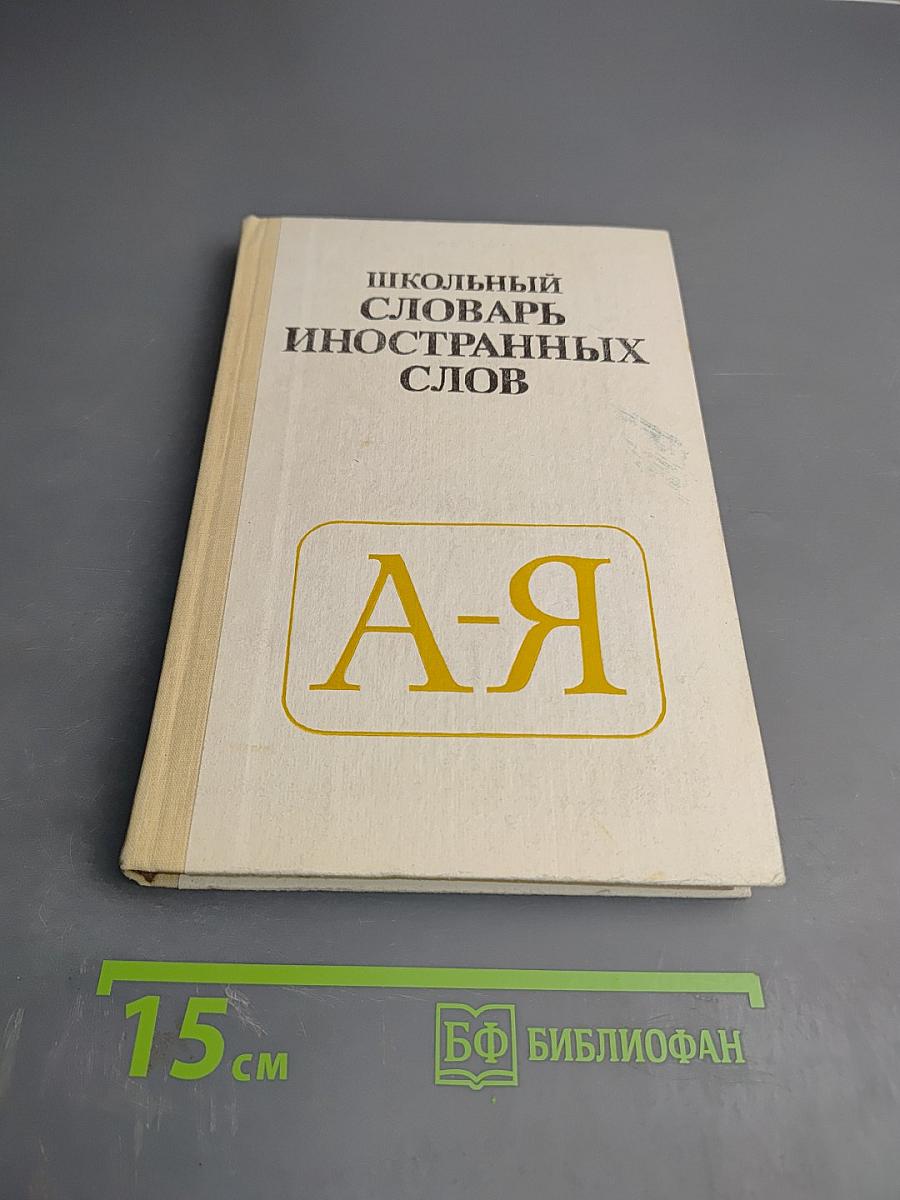 ШКОЛЬНЫЙ
СЛОВАРЬ
ИНОСТРАННЫХ
СЛОВ
А-Я
15 см
БФ БИБЛИОФАН